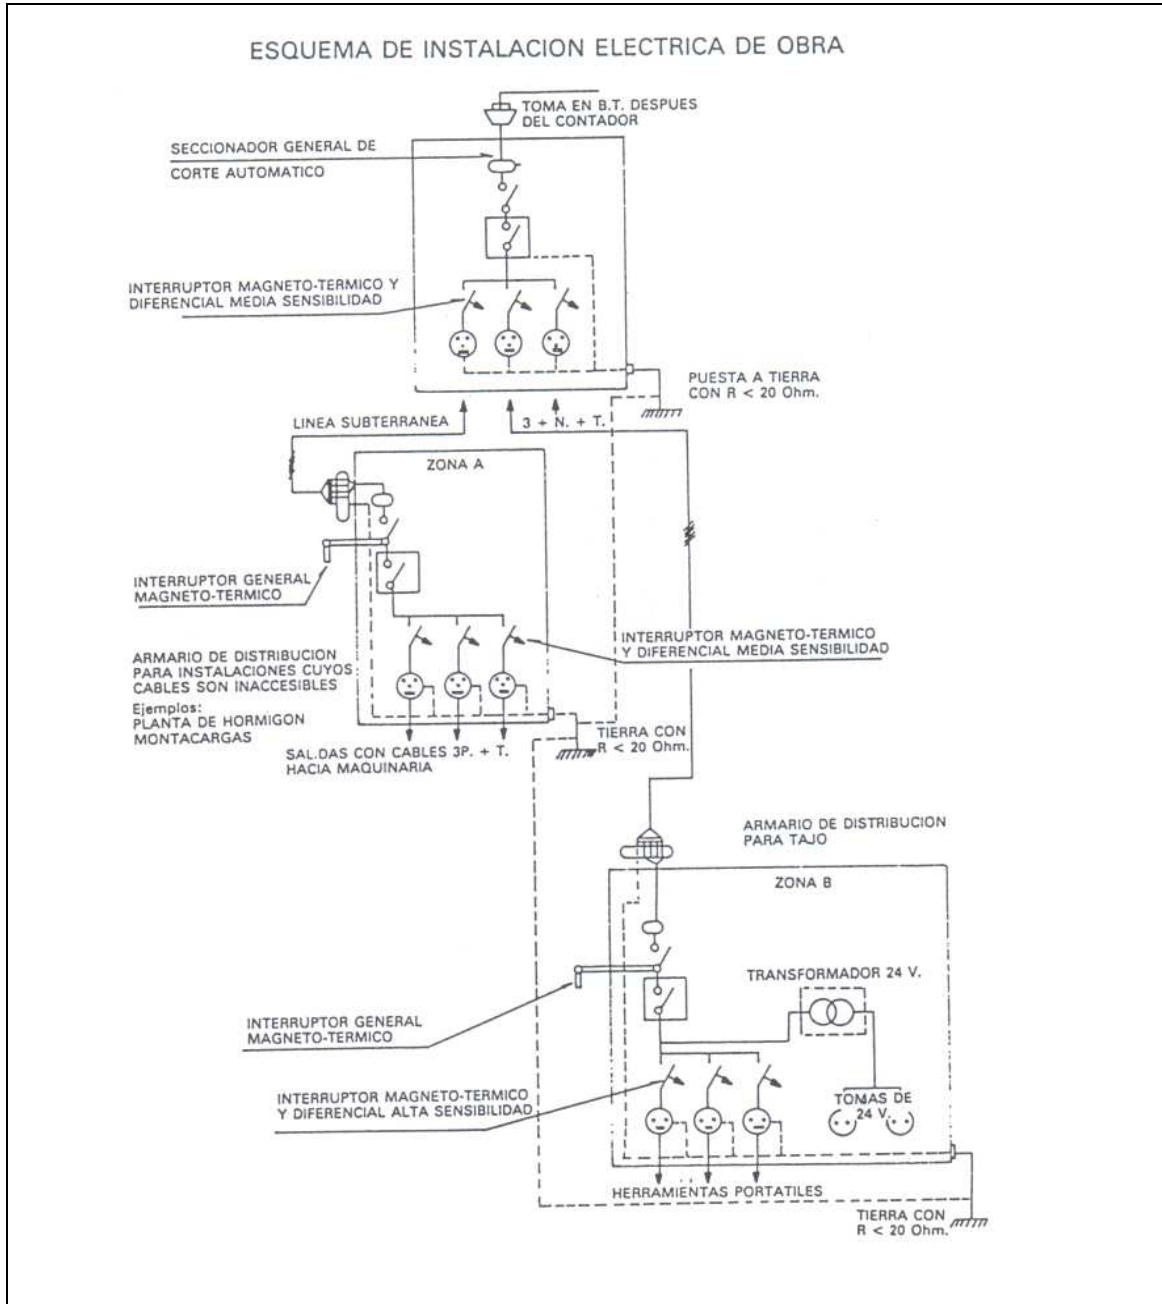 ESQUEMA DE INSTALACION ELECTRICA DE OBRA
TOMA EN B.T. DESPUES
DEL CONTADOR
SECCIONADOR GENERAL DE
CORTE AUTOMATICO
INTERRUPTOR MAGNETO-TERMICO Y
DIFERENCIAL MEDIA SENSIBILIDAD
PUESTA A TIERRA
CON R < 20 Ohm.
LINEA SUBTERRANEA
3 + N. + T.
ZONA A
INTERRUPTOR GENERAL
MAGNETO-TERMICO
INTERRUPTOR MAGNETO-TERMICO
Y DIFERENCIAL MEDIA SENSIBILIDAD
ARMARIO DE DISTRIBUCION
PARA INSTALACIONES CUYOS
CABLES SON INACCESIBLES
Ejemplos:
PLANTA DE HORMIGON
MONTACARGAS
TIERRA CON
R < 20 Ohm.
SAL.DAS CON CABLES 3P. + T.
HACIA MAQUINARIA
ARMARIO DE DISTRIBUCION
PARA TAJO
ZONA B
TRANSFORMADOR 24 V.
INTERRUPTOR GENERAL
MAGNETO-TERMICO
INTERRUPTOR MAGNETO-TERMICO
Y DIFERENCIAL ALTA SENSIBILIDAD
TOMAS DE
24 V.
HERRAMIENTAS PORTATILES
TIERRA CON
R < 20 Ohm.